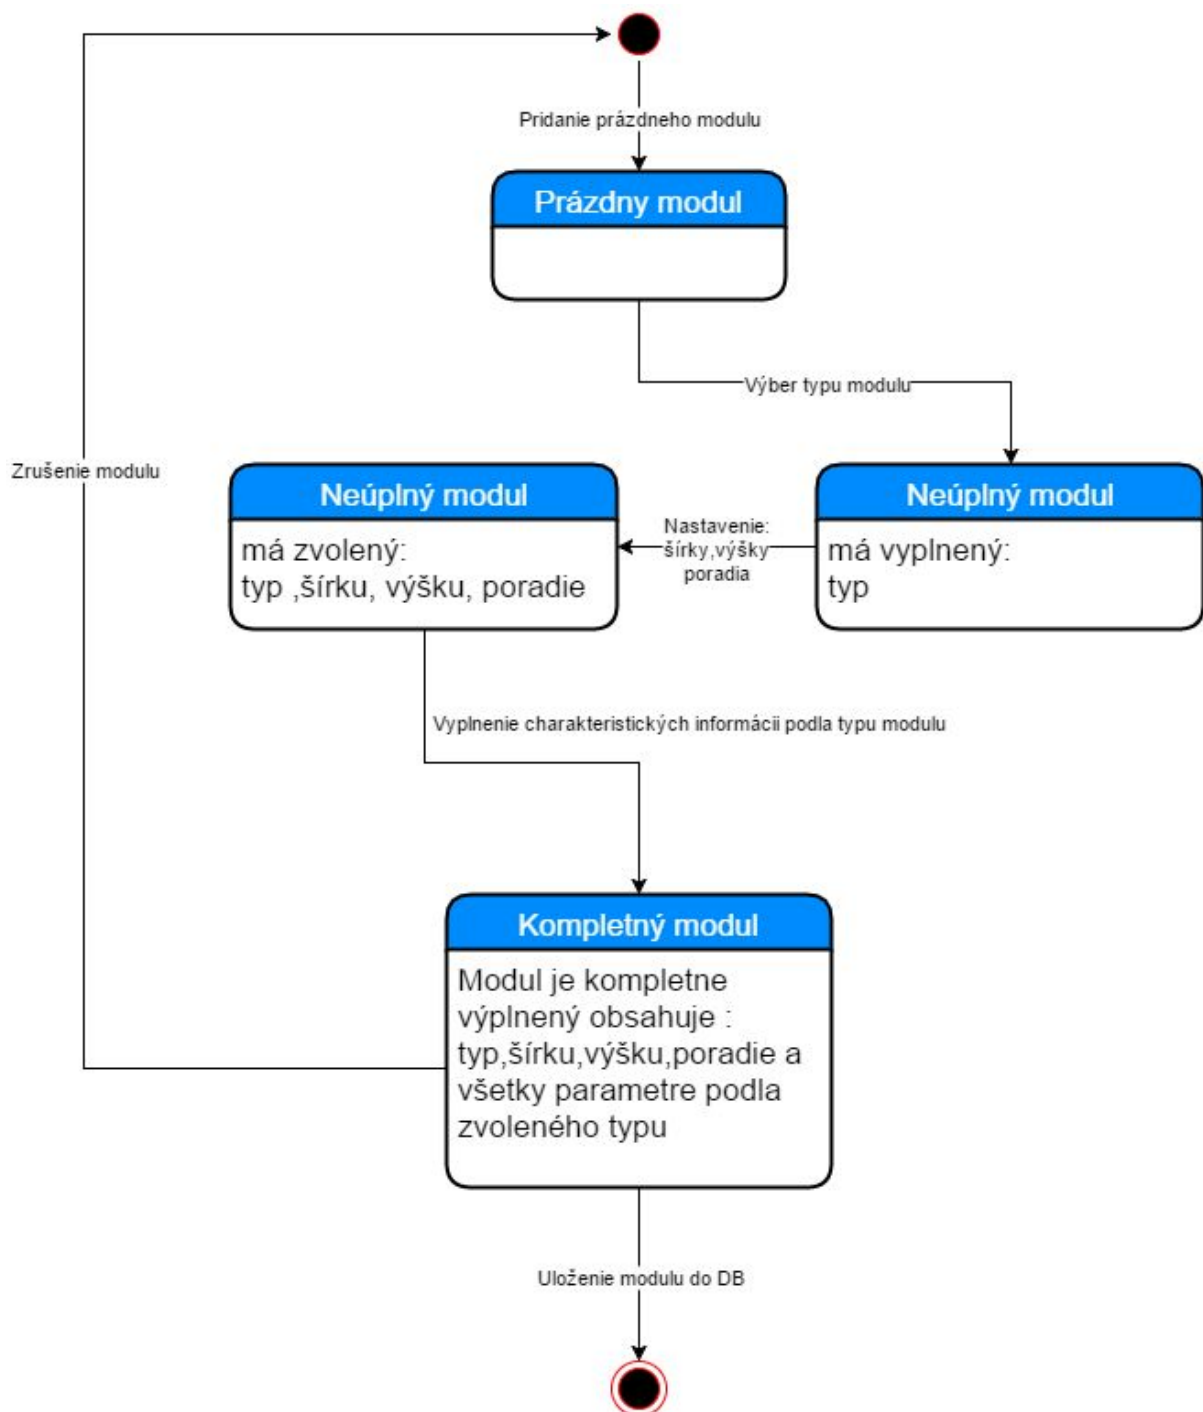 Pridanie prázdneho modulu
Prázdny modul
Výber typu modulu
Zrušenie modulu
Neúplný modul
má zvolený:
typ ,šírku, výšku, poradie
Nastavenie:
šírky,výšky
poradia
Neúplný modul
má vyplnený:
typ
Vyplnenie charakteristických informácii podla typu modulu
Kompletný modul
Modul je kompletne
výplnený obsahuje :
typ,šírku,výšku,poradie a
všetky parametre podla
zvoleného typu
Uloženie modulu do DB